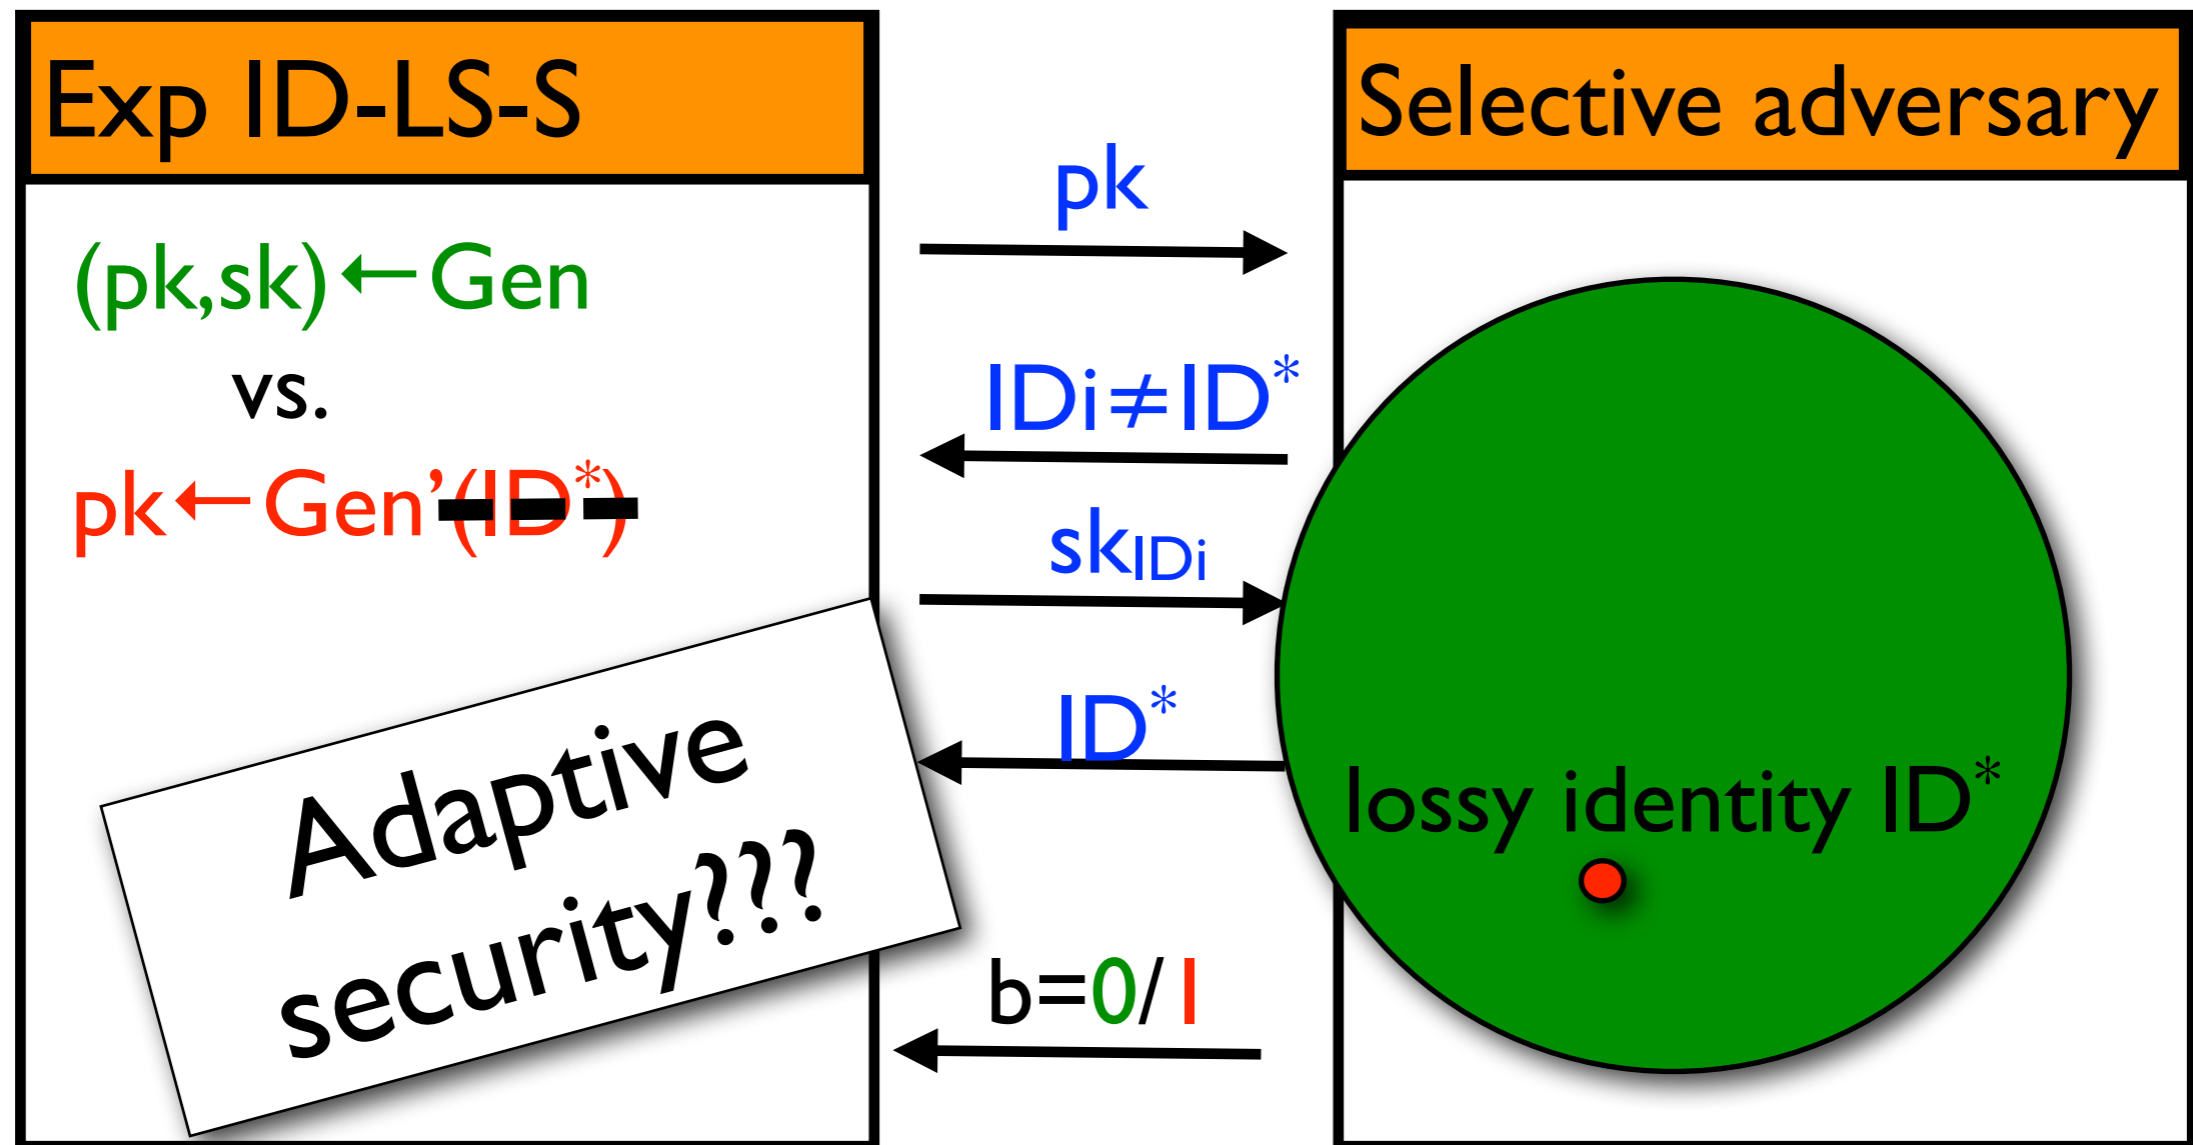 Exp ID-LS-S
(pk,sk)←Gen
vs.
pk←Gen’(ID*)
Adaptive
security???
pk
IDi≠ID*
skIDi
ID*
b=0/1
Selective adversary
lossy identity ID*